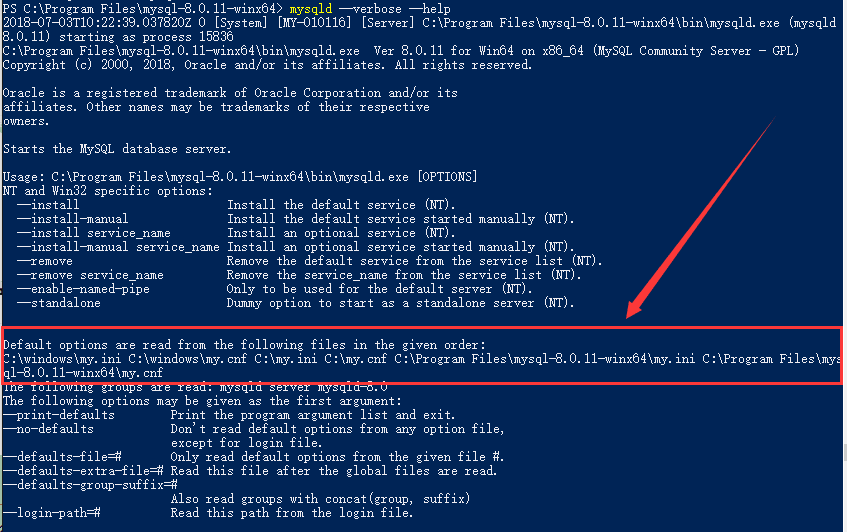 PS C:\Program Files\mysql-8.0.11-winx64> mysqld --verbose --help
2018-07-03T10:22:39.037820Z 0 [System] [MY-010116] [Server] C:\Program Files\mysql-8.0.11-winx64\bin\mysqld.exe (mysqld
8.0.11) starting as process 15836
C:\Program Files\mysql-8.0.11-winx64\bin\mysqld.exe  Ver 8.0.11 for Win64 on x86_64 (MySQL Community Server - GPL)
Copyright (c) 2000, 2018, Oracle and/or its affiliates. All rights reserved.
Oracle is a registered trademark of Oracle Corporation and/or its
affiliates. Other names may be trademarks of their respective
owners.
Starts the MySQL database server.
Usage: C:\Program Files\mysql-8.0.11-winx64\bin\mysqld.exe [OPTIONS]
NT and Win32 specific options:
--install                     Install the default service (NT).
--install-manual              Install the default service started manually (NT).
--install service_name        Install an optional service (NT).
--install-manual service_name Install an optional service started manually (NT).
--remove                      Remove the default service from the service list (NT).
--remove service_name         Remove the service_name from the service list (NT).
--enable-named-pipe           Only to be used for the default server (NT).
--standalone                  Dummy option to start as a standalone server (NT).
Default options are read from the following files in the given order:
C:\windows\my.ini C:\windows\my.cnf C:\my.ini C:\my.cnf C:\Program Files\mysql-8.0.11-winx64\my.ini C:\Program Files\mys
ql-8.0.11-winx64\my.cnf
The following groups are read: mysqld server mysqld-8.0
The following options may be given as the first argument:
--print-defaults        Print the program argument list and exit.
--no-defaults           Don't read default options from any option file,
except for login file.
--defaults-file=#       Only read default options from the given file #.
--defaults-extra-file=# Read this file after the global files are read.
--defaults-group-suffix=#
Also read groups with concat(group, suffix)
--login-path=#          Read this path from the login file.